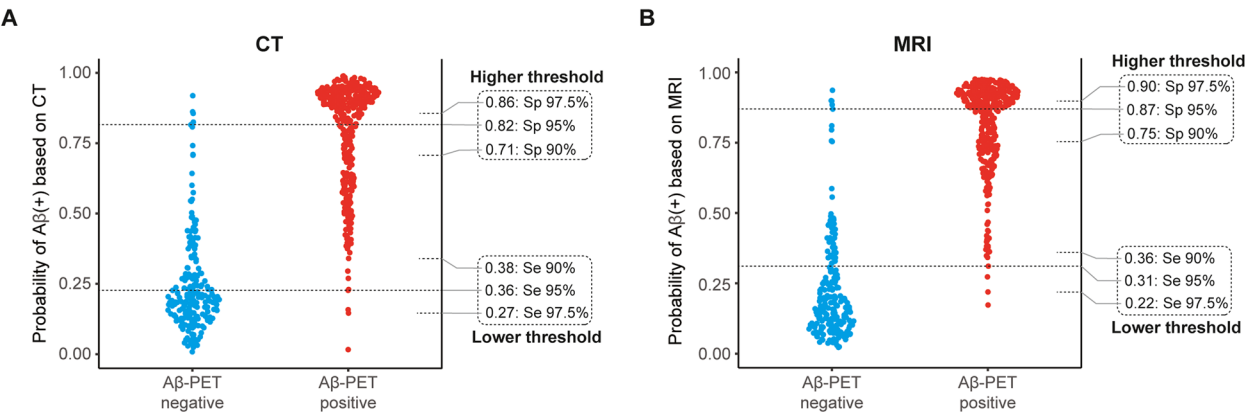 A
CT
Probability of Aβ(+) based on CT
1.00
0.75
0.50
0.25
0.00
Aβ-PET
negative
Aβ-PET
positive
Higher threshold
0.86: Sp 97.5%
0.82: Sp 95%
0.71: Sp 90%
0.38: Se 90%
0.36: Se 95%
0.27: Se 97.5%
Lower threshold
B
MRI
Probability of Aβ(+) based on MRI
1.00
0.75
0.50
0.25
0.00
Aβ-PET
negative
Aβ-PET
positive
Higher threshold
0.90: Sp 97.5%
0.87: Sp 95%
0.75: Sp 90%
0.36: Se 90%
0.31: Se 95%
0.22: Se 97.5%
Lower threshold